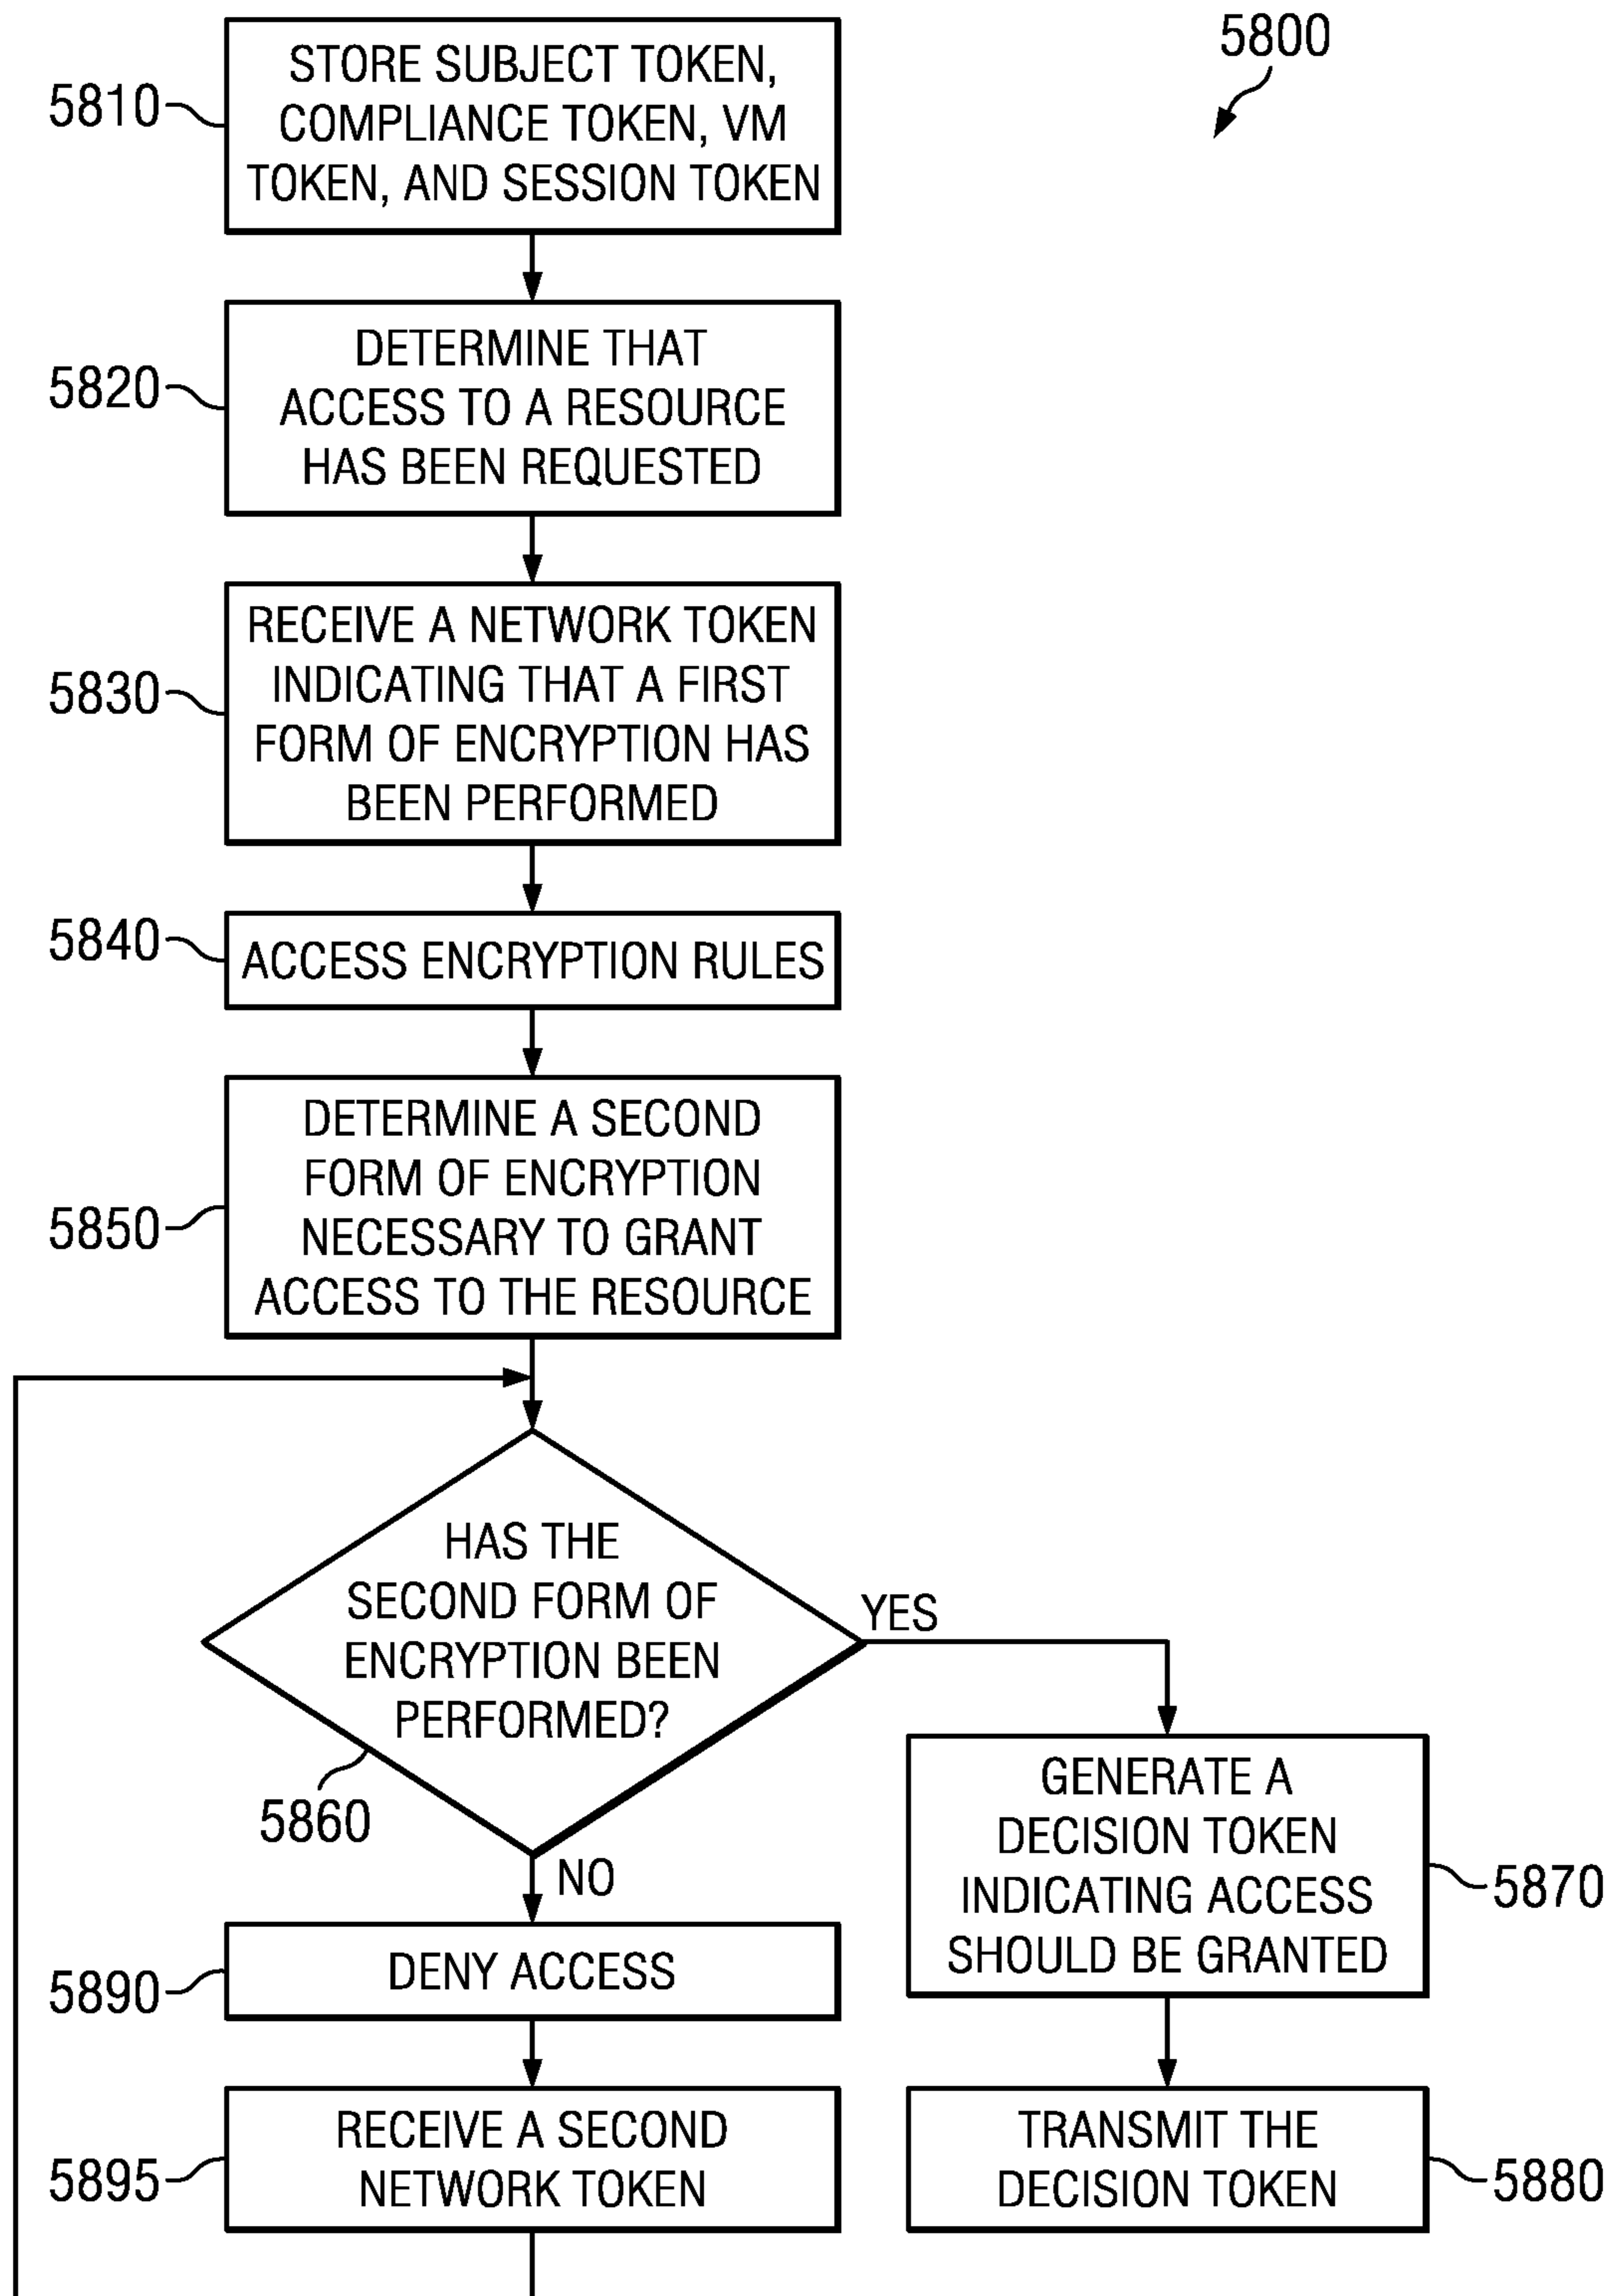 5800
5810
STORE SUBJECT TOKEN,
COMPLIANCE TOKEN, VM
TOKEN, AND SESSION TOKEN
5820
DETERMINE THAT
ACCESS TO A RESOURCE
HAS BEEN REQUESTED
5830
RECEIVE A NETWORK TOKEN
INDICATING THAT A FIRST
FORM OF ENCRYPTION HAS
BEEN PERFORMED
5840
ACCESS ENCRYPTION RULES
5850
DETERMINE A SECOND
FORM OF ENCRYPTION
NECESSARY TO GRANT
ACCESS TO THE RESOURCE
HAS THE
SECOND FORM OF
ENCRYPTION BEEN
PERFORMED?
5860
YES
NO
GENERATE A
DECISION TOKEN
INDICATING ACCESS
SHOULD BE GRANTED
5870
5890
DENY ACCESS
5895
RECEIVE A SECOND
NETWORK TOKEN
TRANSMIT THE
DECISION TOKEN
5880